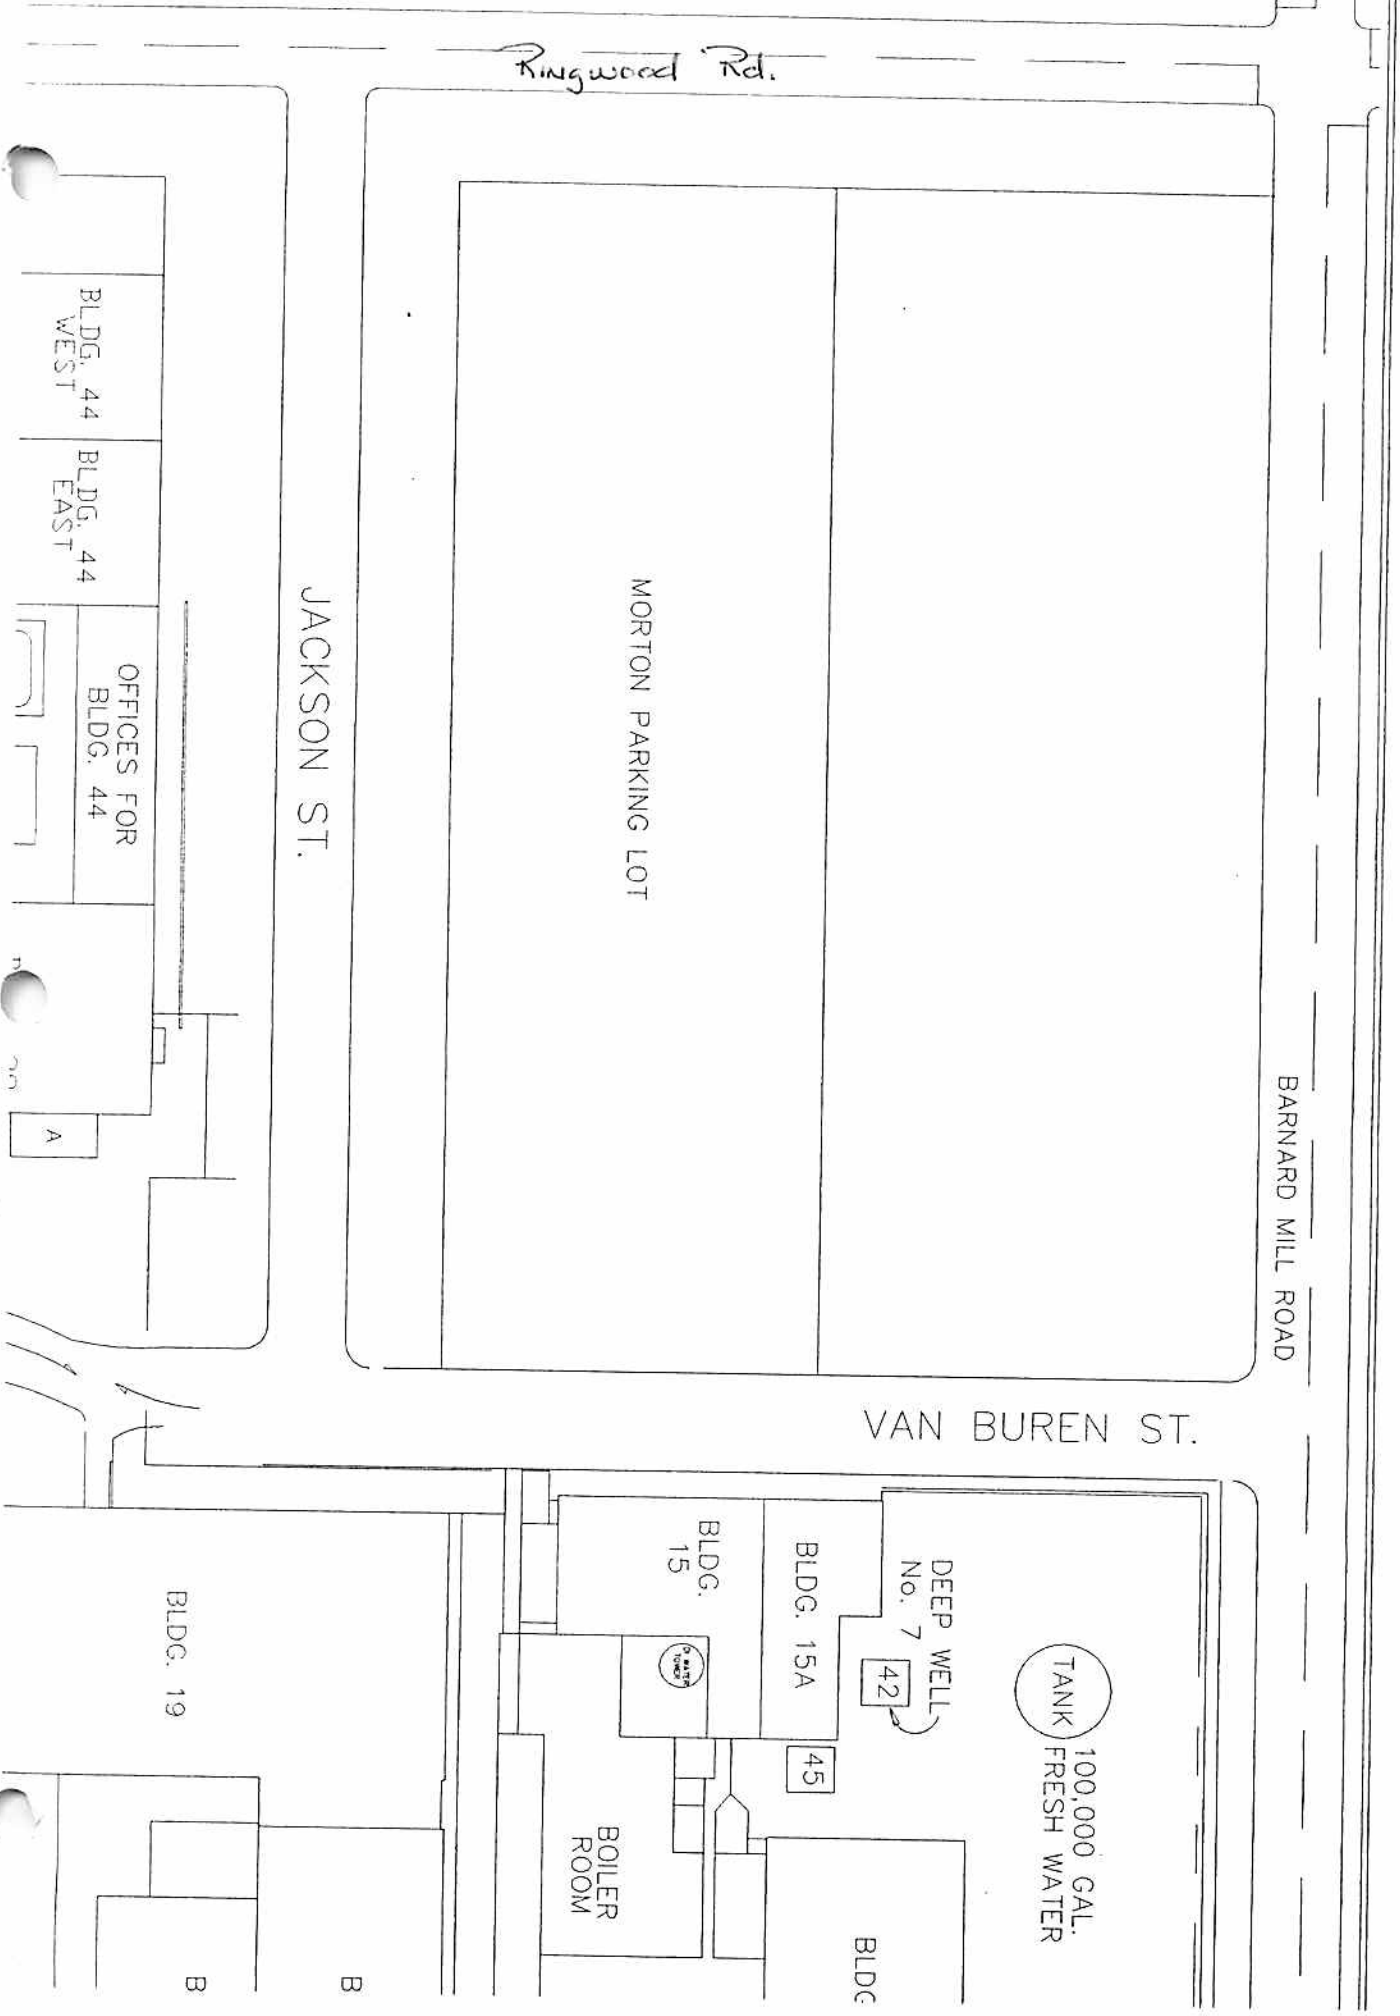 Ringwood Rd.
BLDG. 44
WEST
BLDG. 44
EAST
OFFICES FOR
BLDG. 44
JACKSON ST.
MORTON PARKING LOT
BARNARD MILL ROAD
A
VAN BUREN ST.
BLDG. 19
BLDG.
15
BLDG. 15A
DEEP WELL
No. 7
42
45
TANK
100,000 GAL.
FRESH WATER
WATER
TOWER
BOILER
ROOM
BLDG
B
B